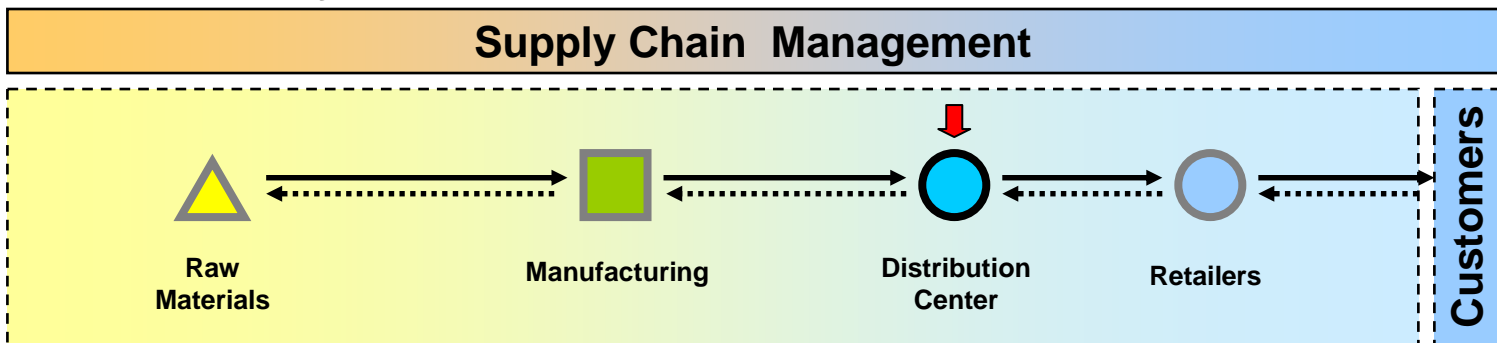 Supply Chain Management
Raw
Materials
Manufacturing
Distribution
Center
Retailers
Customers